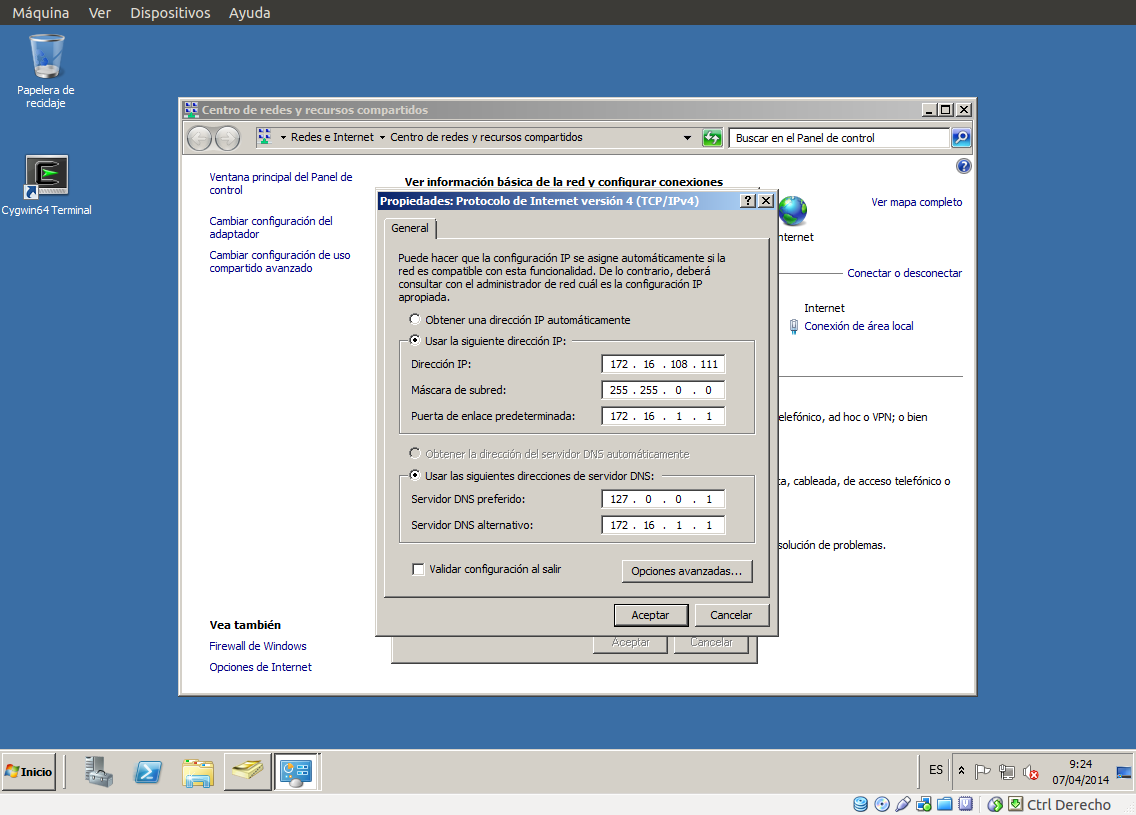 Máquina Ver Dispositivos Ayuda
Papelera de
reciclaje
Cygwin64 Terminal
Centro de redes y recursos compartidos
Redes e Internet Centro de redes y recursos compartidos
Buscar en el Panel de control
Ventana principal del Panel de
control
Cambiar configuración del
adaptador
Cambiar configuración de uso
compartido avanzado
Vea también
Firewall de Windows
Opciones de Internet
Ver información básica de la red y configurar conexiones
Ver mapa completo
nternet
Conectar o desconectar
Internet
Conexión de área local
elefónico, ad hoc o VPN; o bien
a, cableada, de acceso telefónico o
solución de problemas.
Propiedades: Protocolo de Internet versión 4 (TCP/IPv4)
General
Puede hacer que la configuración IP se asigne automáticamente si la
red es compatible con esta funcionalidad. De lo contrario, deberá
consultar con el administrador de red cuál es la configuración IP
apropiada.
Obtener una dirección IP automáticamente
Usar la siguiente dirección IP:
Dirección IP: 172 . 16 . 108 . 111
Máscara de subred: 255 . 255 . 0 . 0
Puerta de enlace predeterminada: 172 . 16 . 1 . 1
Obtener la dirección del servidor DNS automáticamente
Usar las siguientes direcciones de servidor DNS:
Servidor DNS preferido: 127 . 0 . 0 . 1
Servidor DNS alternativo: 172 . 16 . 1 . 1
Validar configuración al salir
Opciones avanzadas...
Aceptar Cancelar
Aceptar Cancelar
Inicio
ES
9:24
07/04/2014
Ctrl Derecho